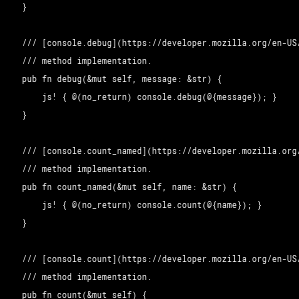 }
/// [console.debug](https://developer.mozilla.org/en-US
/// method implementation.
pub fn debug(&mut self, message: &str) {
js! { @(no_return) console.debug(@{message}); }
}
/// [console.count_named](https://developer.mozilla.org
/// method implementation.
pub fn count_named(&mut self, name: &str) {
js! { @(no_return) console.count(@{name}); }
}
/// [console.count](https://developer.mozilla.org/en-US
/// method implementation.
pub fn count(&mut self) {